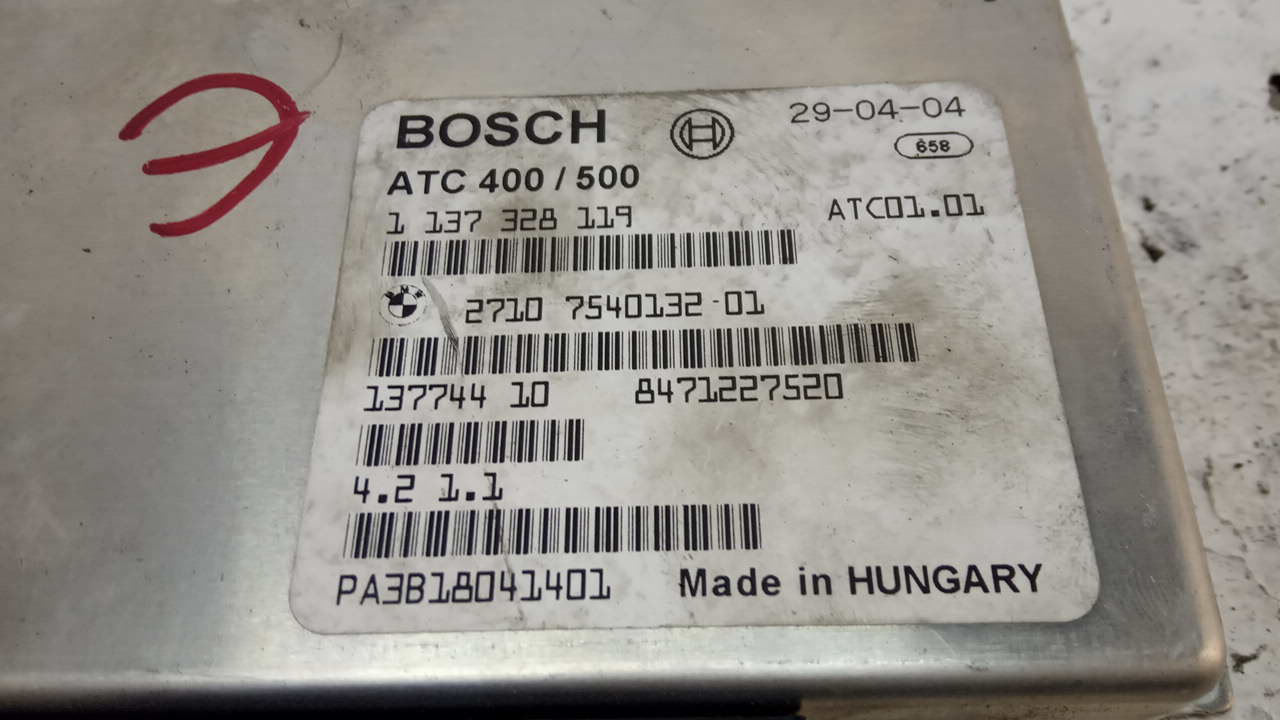 Э
BOSCH
29-04-04
658
ATC 400 / 500
1 137 328 119
ATC01.01
2710 7540132-01
137744 10 8471227520
4.2 1.1
PA3B18041401
Made in HUNGARY